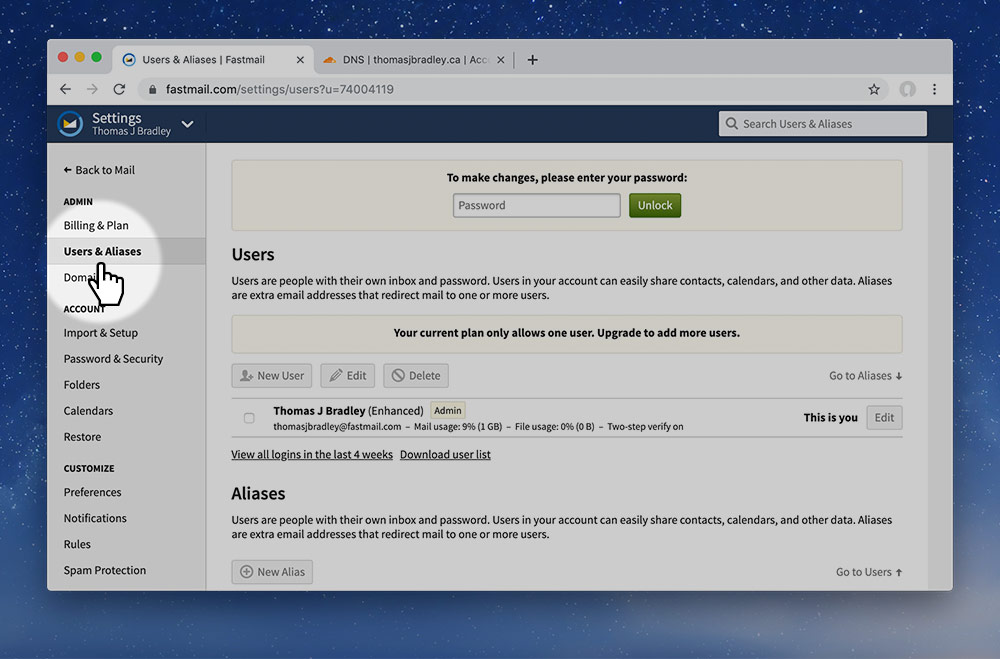 Users & Aliases | Fastmail
DNS | thomasjbradley.ca |
fastmail.com/settings/users?u=74004119
Settings
Thomas J Bradley
Search Users & Aliases
Back to Mail
ADMIN
Billing & Plan
Users & Aliases
ACCOUNT
Import & Setup
Password & Security
Folders
Calendars
Restore
CUSTOMIZE
Preferences
Notifications
Rules
Spam Protection
To make changes, please enter your password:
Password
Unlock
Users
Users are people with their own inbox and password. Users in your account can easily share contacts, calendars, and other data. Aliases
are extra email addresses that redirect mail to one or more users.
Your current plan only allows one user. Upgrade to add more users.
New User
Edit
Delete
Go to Aliases ↓
Thomas J Bradley (Enhanced) Admin
thomasjbradley@fastmail.com – Mail usage: 9% (1 GB) – File usage: 0% (0 B) – Two-step verify on
This is you
Edit
View all logins in the last 4 weeks Download user list
Aliases
Users are people with their own inbox and password. Users in your account can easily share contacts, calendars, and other data. Aliases
are extra email addresses that redirect mail to one or more users.
New Alias
Go to Users ↑